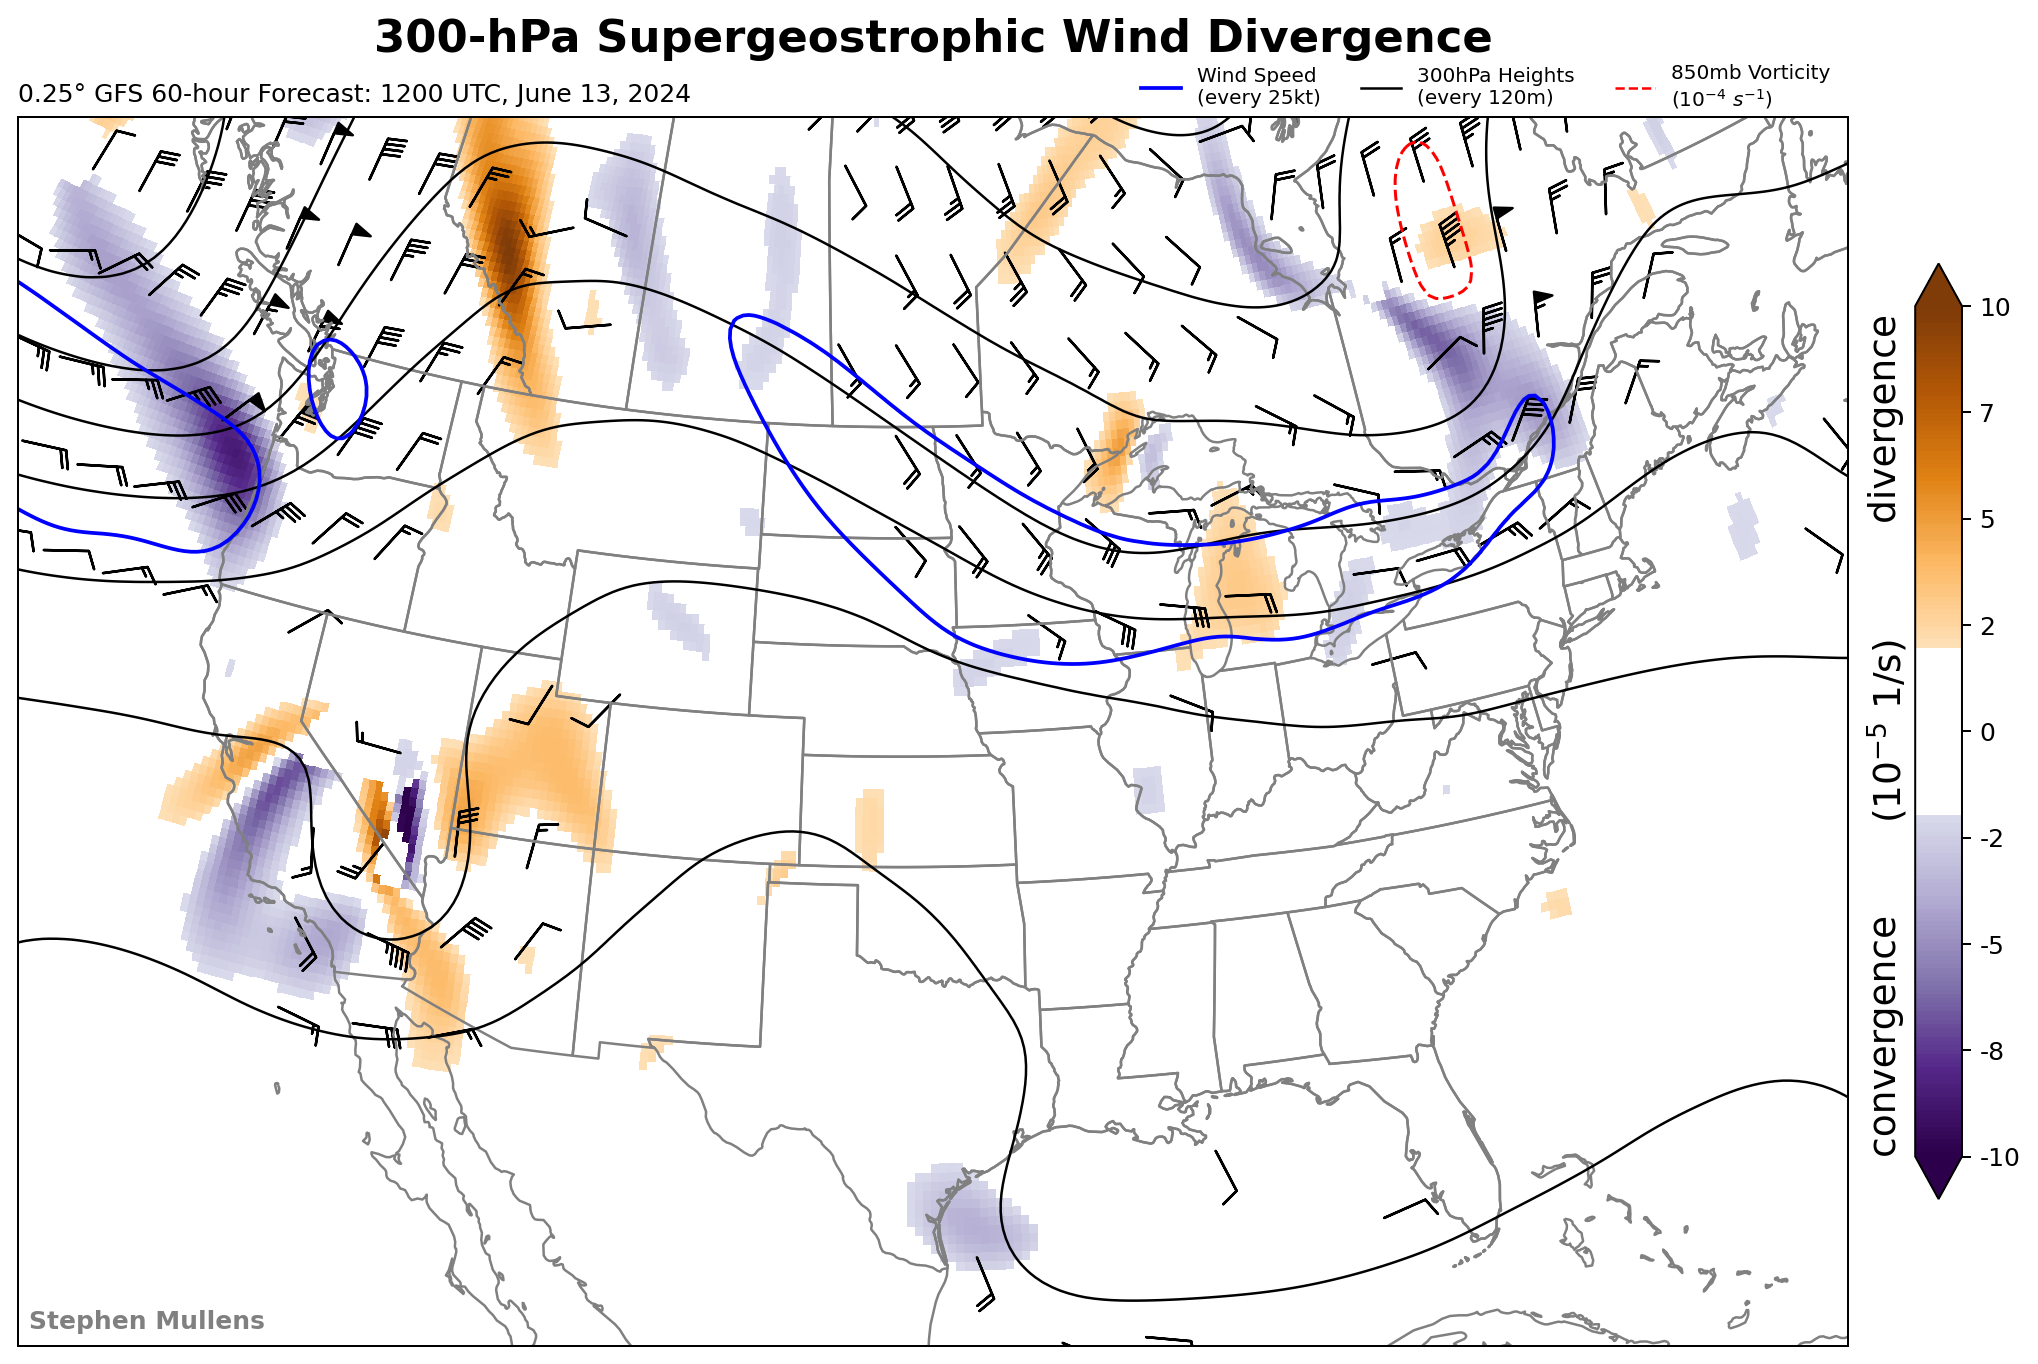 300-hPa Supergeostrophic Wind Divergence
0.25° GFS 60-hour Forecast: 1200 UTC, June 13, 2024
Wind Speed
(every 25kt)
300hPa Heights
(every 120m)
850mb Vorticity
(10⁻⁴ s⁻¹)
10
7
5
2
0
-2
-5
-8
-10
convergence (10⁻⁵ 1/s) divergence
Stephen Mullens